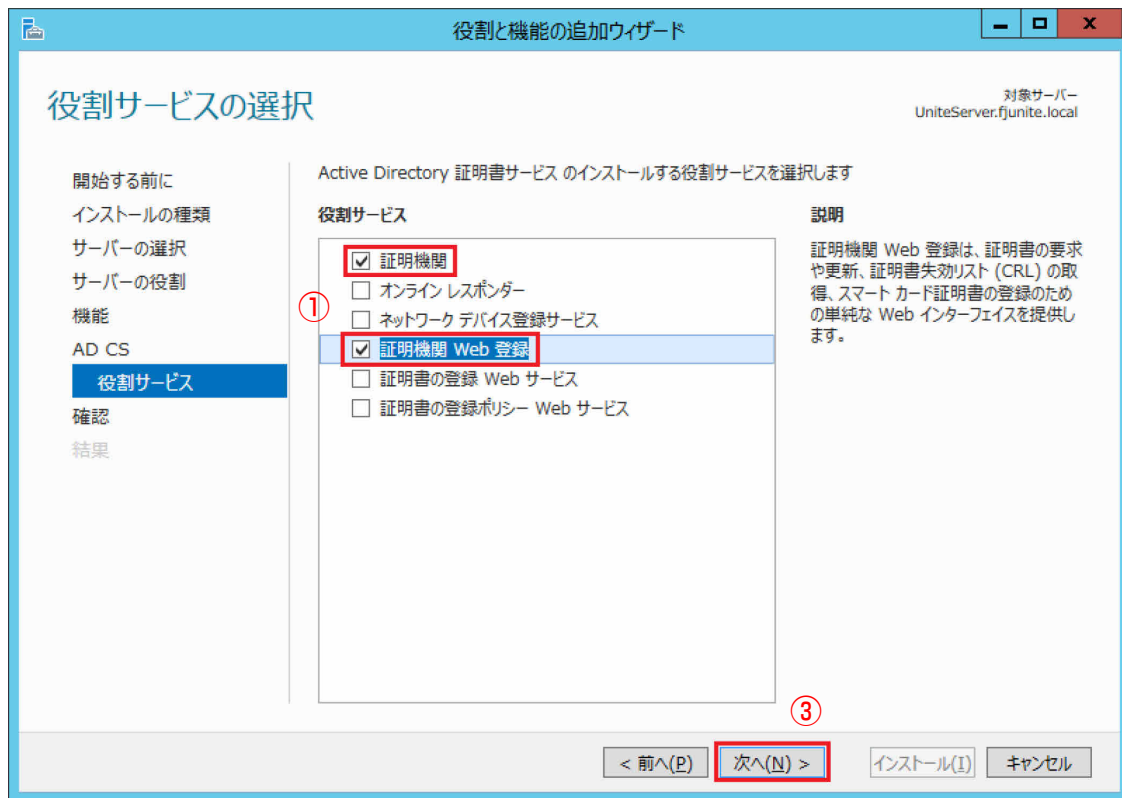 役割と機能の追加ウィザード
役割サービスの選択
対象サーバー
UniteServer.fjunite.local
開始する前に
インストールの種類
サーバーの選択
サーバーの役割
機能
AD CS
役割サービス
確認
結果
Active Directory 証明書サービス のインストールする役割サービスを選択します
役割サービス
①
証明機関
オンライン レスポンダー
ネットワーク デバイス登録サービス
証明機関 Web 登録
証明書の登録 Web サービス
証明書の登録ポリシー Web サービス
説明
証明機関 Web 登録は、証明書の要求
や更新、証明書失効リスト (CRL) の取
得、スマート カード証明書の登録のため
の単純な Web インターフェイスを提供し
ます。
③
< 前へ(P)
次へ(N) >
インストール(I)
キャンセル